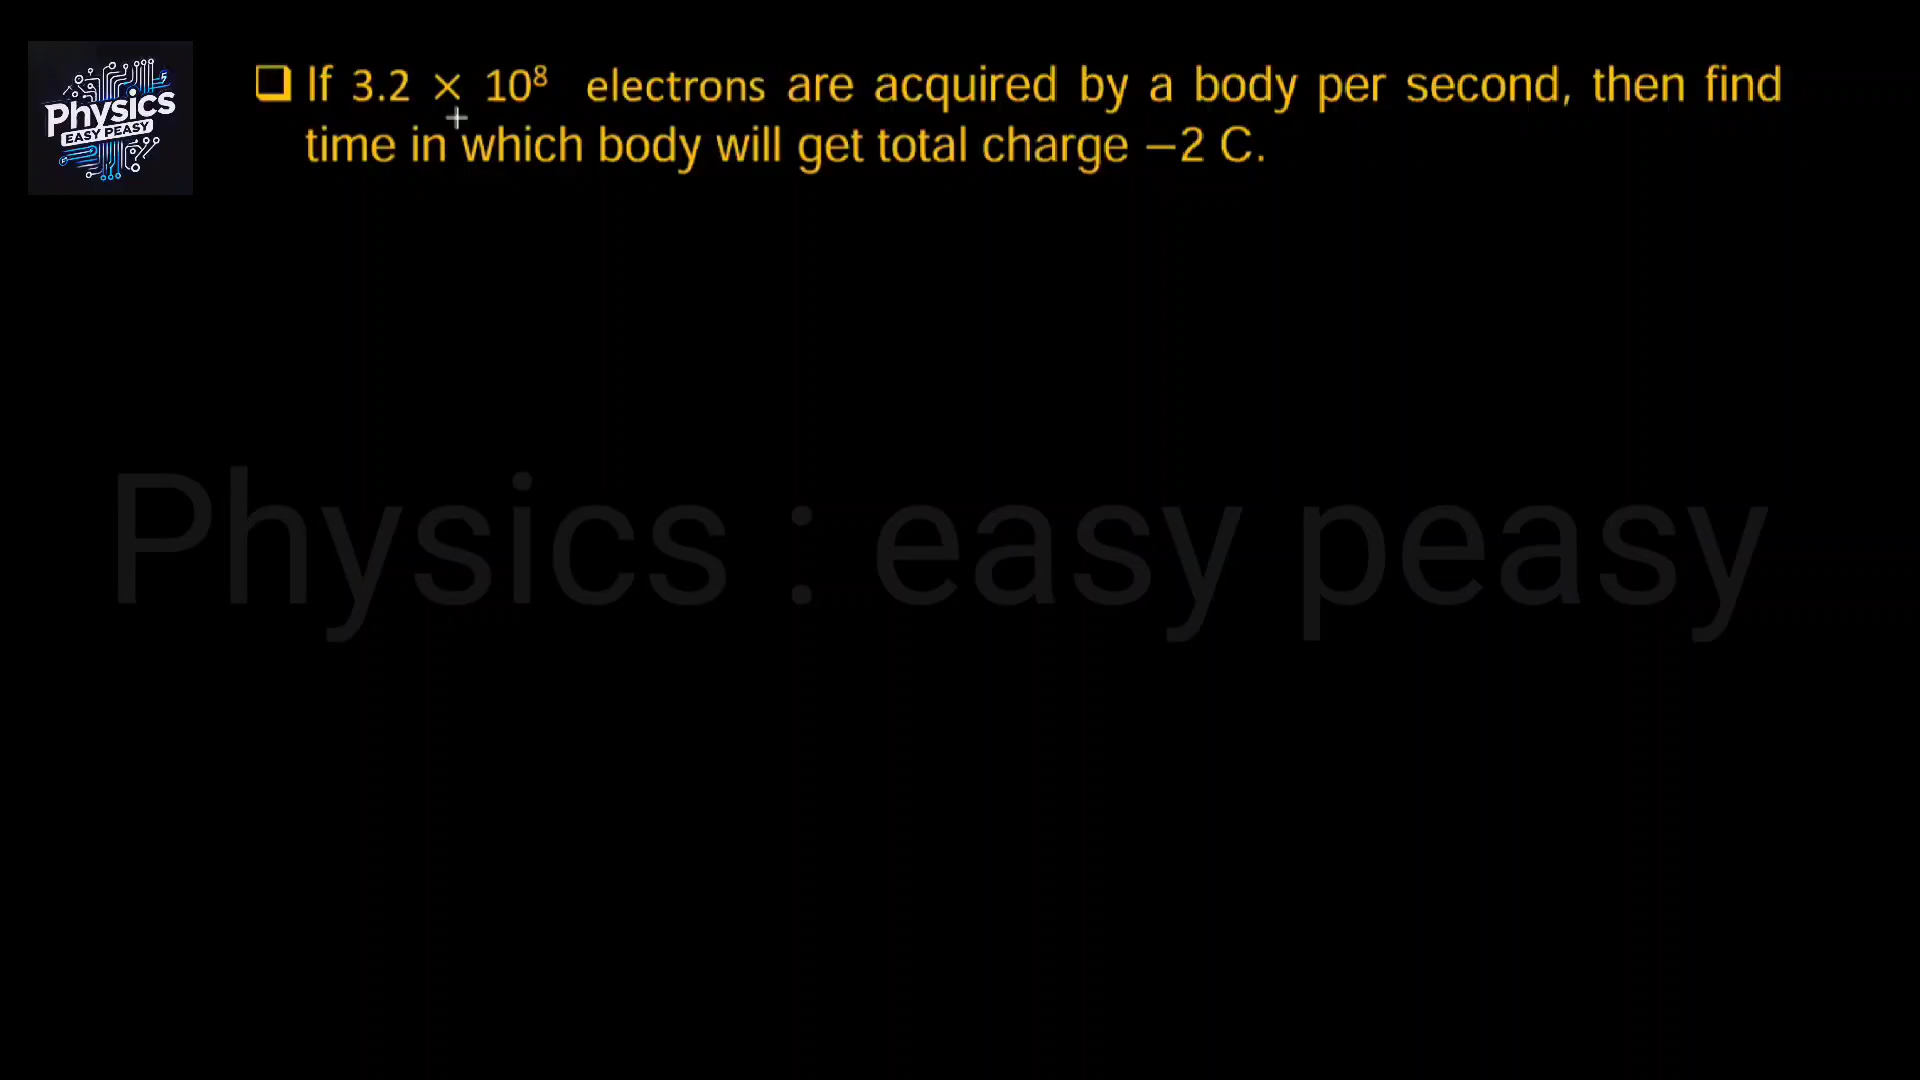 Physics
EASY PEASY
❑ If 3.2 × 10⁸ electrons are acquired by a body per second, then find
time in which body will get total charge −2 C.
Physics : easy peasy